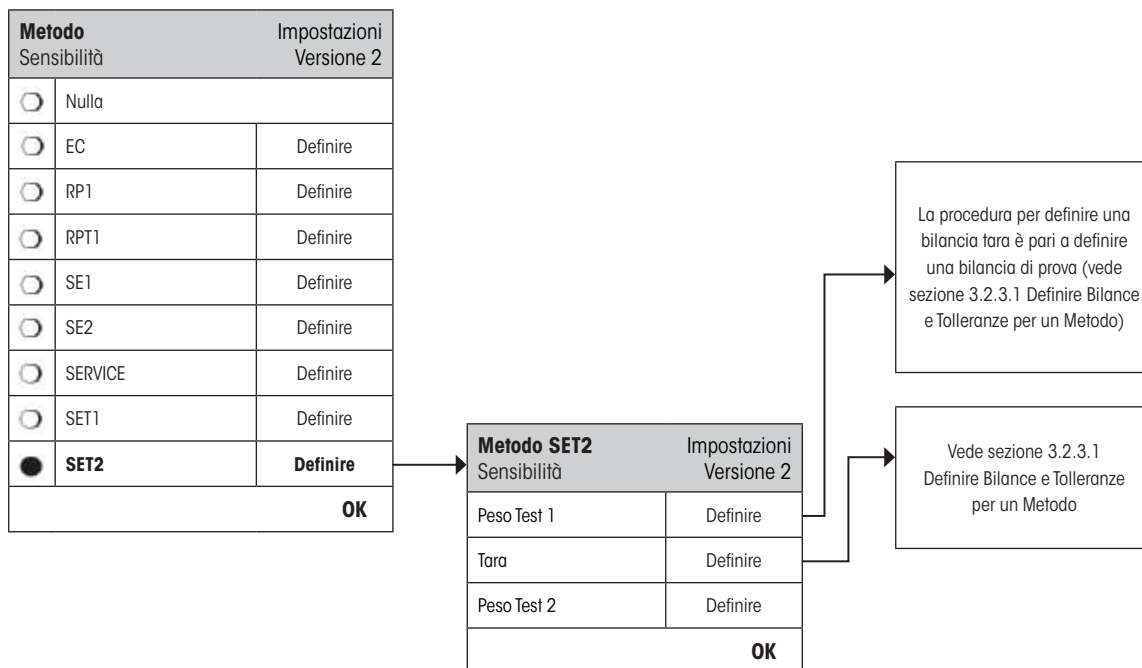 Metodo Impostazioni
Sensibilità Versione 2
Nulla
EC Definire
RP1 Definire
RPT1 Definire
SE1 Definire
SE2 Definire
SERVICE Definire
SET1 Definire
SET2 Definire
OK
Metodo SET2 Impostazioni
Sensibilità Versione 2
Peso Test 1 Definire
Tara Definire
Peso Test 2 Definire
OK
La procedura per definire una
bilancia tara è pari a definire
una bilancia di prova (vede
sezione 3.2.3.1 Definire Bilance
e Tolleranze per un Metodo)
Vede sezione 3.2.3.1
Definire Bilance e Tolleranze
per un Metodo